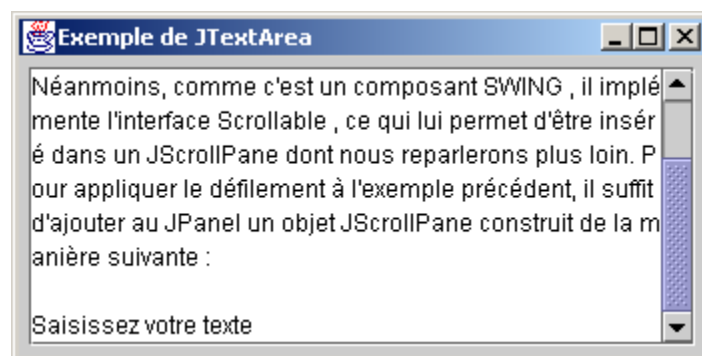 Exemple de JTextArea
Néanmoins, comme c'est un composant SWING , il implé
mente l'interface Scrollable , ce qui lui permet d'être insér
é dans un JScrollPane dont nous reparlerons plus loin. P
our appliquer le défilement à l'exemple précédent, il suffit
d'ajouter au JPanel un objet JScrollPane construit de la m
anière suivante :
Saisissez votre texte